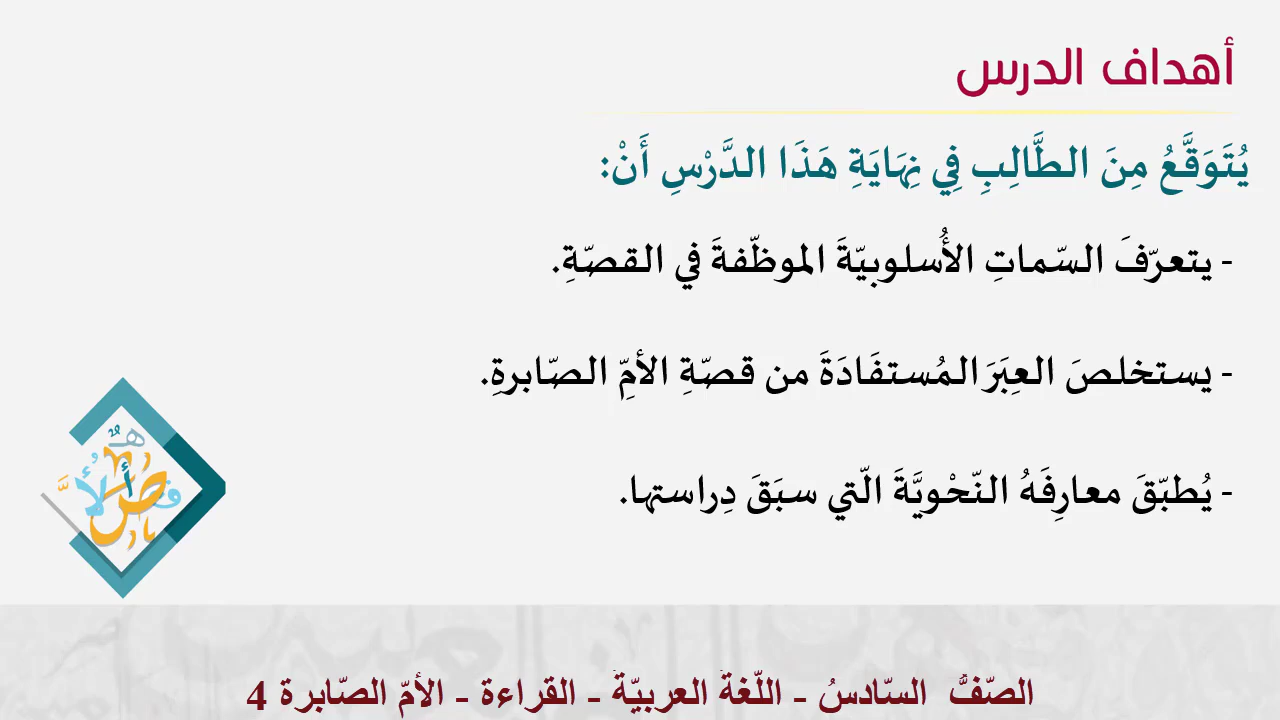 أهداف الدرس
يُتَوَقَّعُ مِنَ الطَّالِبِ فِي نِهَايَةِ هَذَا الدَّرْسِ أَنْ:
- يتعرّفَ السّماتِ الأُسلوبيّةَ الموظّفةَ في القصّةِ.
- يستخلصَ العِبَرَ المُستفَادَةَ من قصّةِ الأمِّ الصّابرةِ.
- يُطبّقَ معارِفَهُ النّحْويَّةَ الّتي سبَقَ دِراستها.
الصّفُّ السّادسُ - اللّغةُ العربيّةُ - القراءة - الأمّ الصّابرة 4